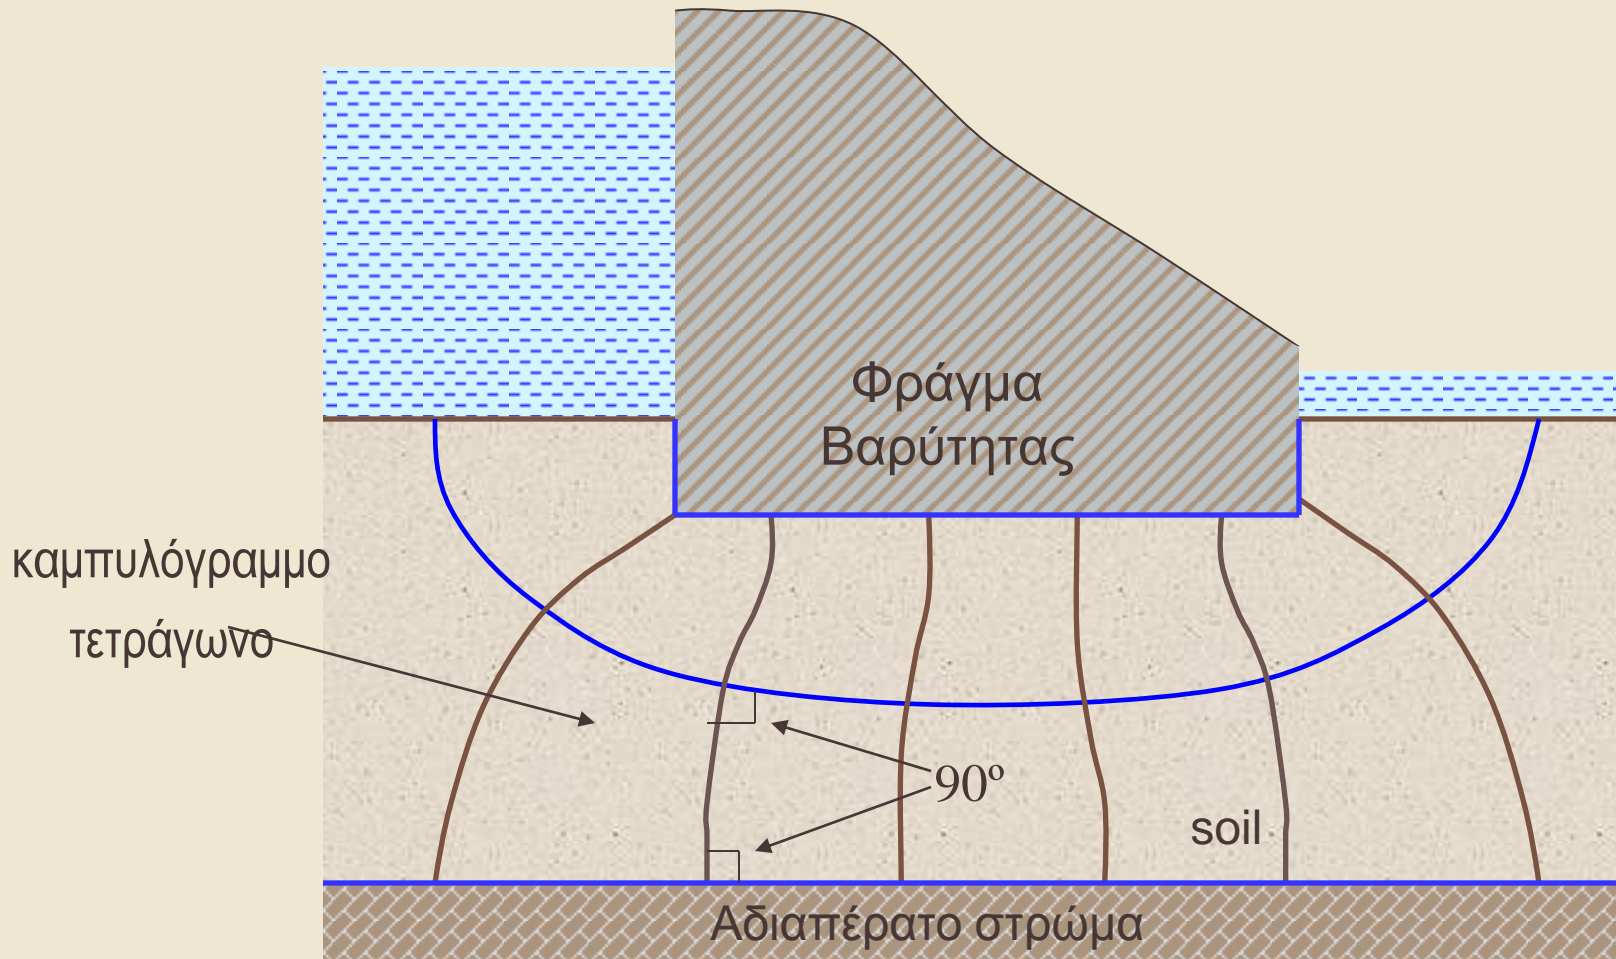 Φράγμα
Βαρύτητας
καμπυλόγραμμο
τετράγωνο
90º
soil
Αδιαπέρατο στρώμα